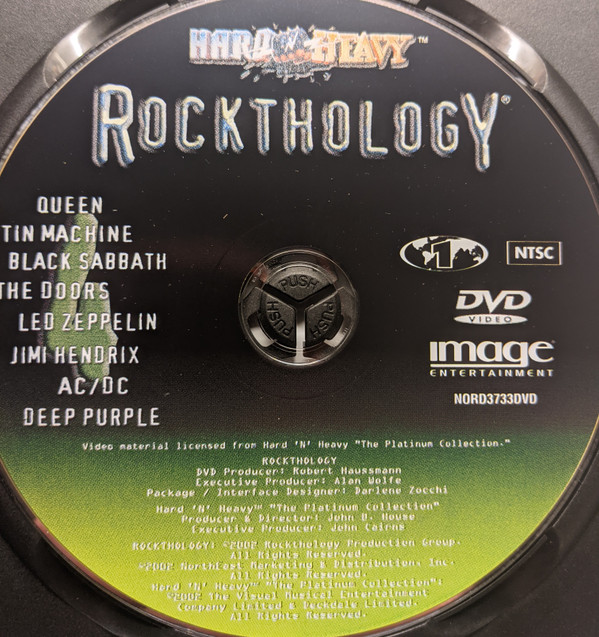 HARD 'N' HEAVY™
ROCKTHOLOGY®
QUEEN
TIN MACHINE
BLACK SABBATH
THE DOORS
LED ZEPPELIN
JIMI HENDRIX
AC/DC
DEEP PURPLE
1
NTSC
DVD
VIDEO
image
ENTERTAINMENT
NORD3733DVD
PUSH
PUSH
PUSH
Video material licensed from Hard 'N' Heavy "The Platinum Collection."
ROCKTHOLOGY
DVD Producer: Robert Haussmann
Executive Producer: Alan Wolfe
Package / Interface Designer: Darlene Zocchi
Hard 'N' Heavy™ "The Platinum Collection"
Producer & Director: John B. House
Executive Producer: John Cairns
ROCKTHOLOGY: ©2002 Rockthology Production Group.
All Rights Reserved.
©2002 Northeast Marketing & Distribution, Inc.
All Rights Reserved.
Hard 'N' Heavy™ "The Platinum Collection":
©2002 The Visual Musical Entertainment
Company Limited & Deckdale Limited.
All Rights Reserved.